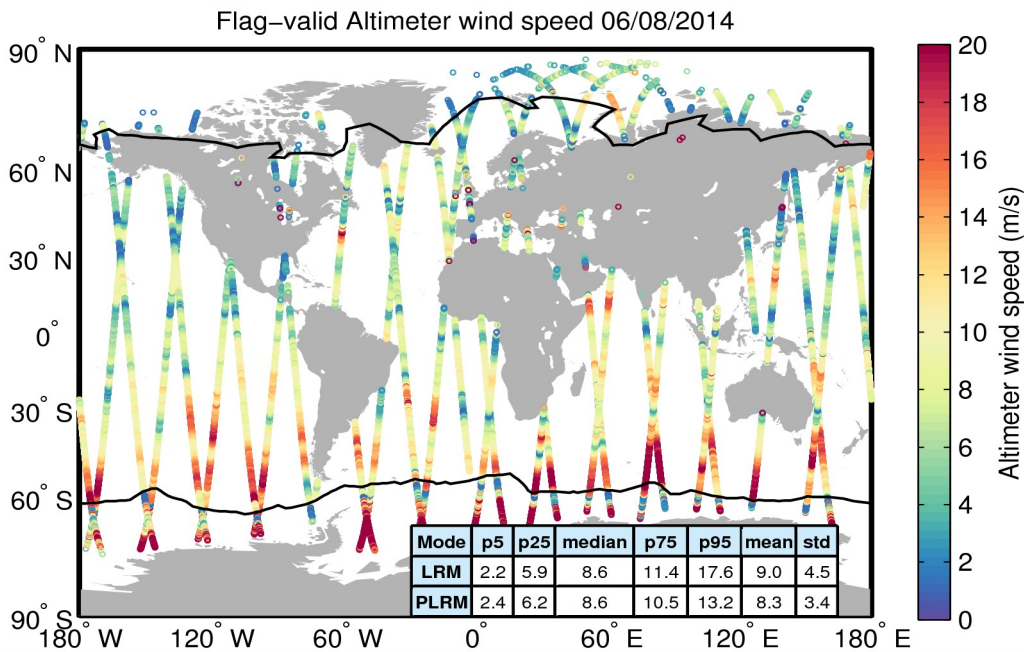 Flag−valid Altimeter wind speed 06/08/2014
90° N
60° N
30° N
0°
30° S
60° S
90° S
180° W
120° W
60° W
0°
60° E
120° E
180° E
Mode p5 p25 median p75 p95 mean std
LRM 2.2 5.9 8.6 11.4 17.6 9.0 4.5
PLRM 2.4 6.2 8.6 10.5 13.2 8.3 3.4
20
18
16
14
12
10
8
6
4
2
0
Altimeter wind speed (m/s)